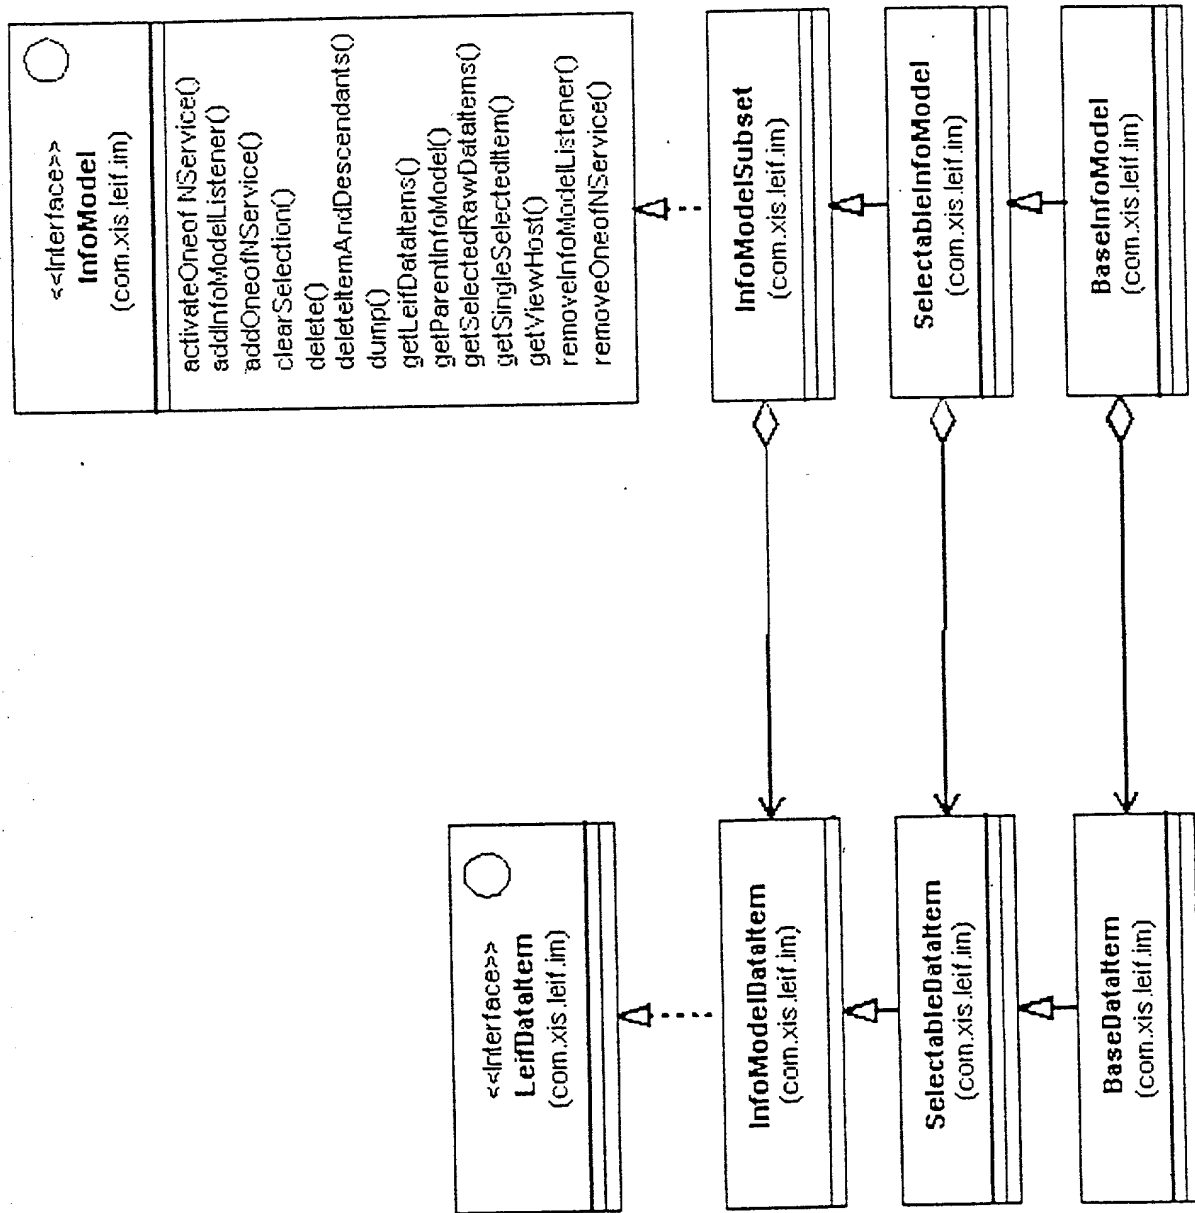 <<Interface>>
LeifDataItem
(com.xis.leif.im)
InfoModelDataItem
(com.xis.leif.im)
SelectableDataItem
(com.xis.leif.im)
BaseDataItem
(com.xis.leif.im)
<<Interface>>
InfoModel
(com.xis.leif.im)
activateOneof NService()
addInfoModelListener()
addOneofNService()
clearSelection()
delete()
deleteItemAndDescendants()
dump()
getLeifDataItems()
getParentInfoModel()
getSelectedRawDataItems()
getSingleSelectedItem()
getViewHost()
removeInfoModelListener()
removeOneofNService()
InfoModelSubset
(com.xis.leif.im)
SelectableInfoModel
(com.xis.leif.im)
BaseInfoModel
(com.xis.leif.im)